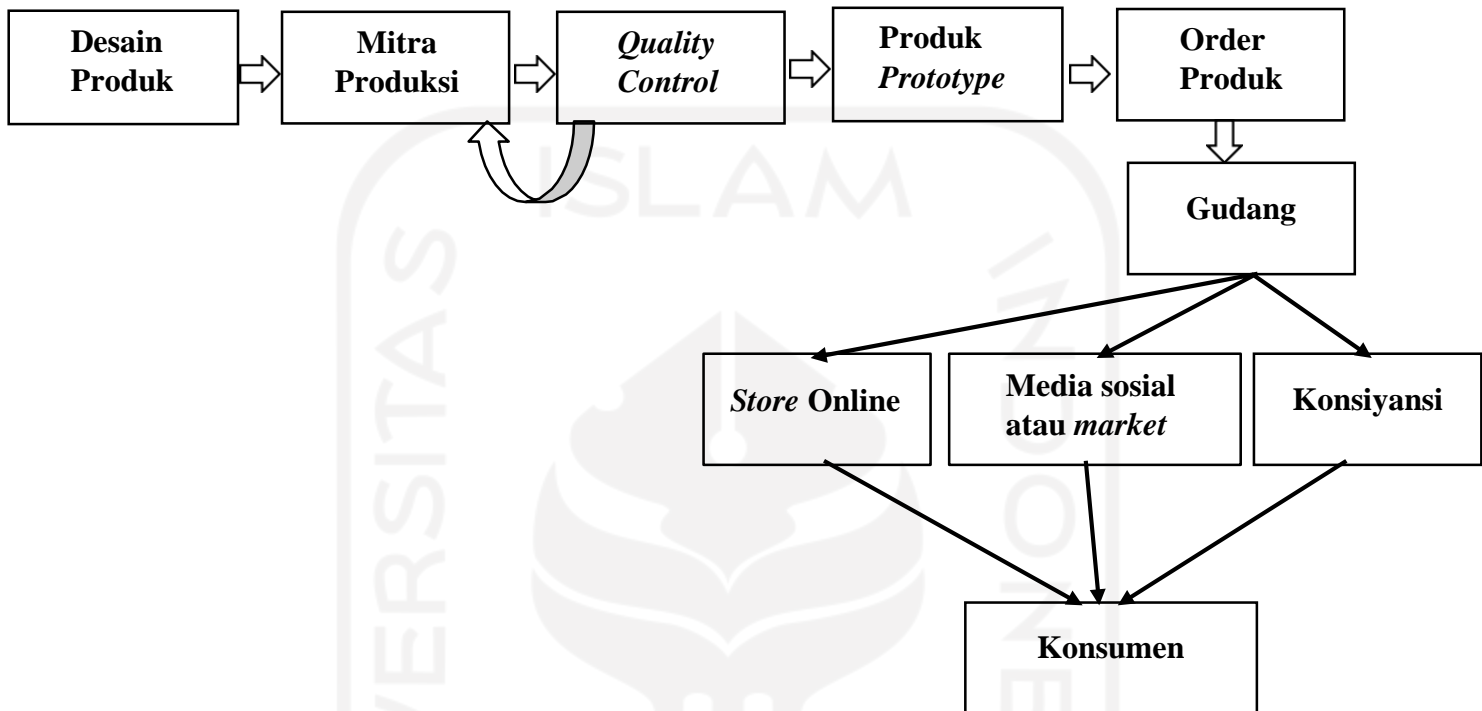 Desain
Produk
Mitra
Produksi
Quality
Control
Produk
Prototype
Order
Produk
Gudang
Store Online
Media sosial
atau market
Konsiyansi
Konsumen
ISLAM